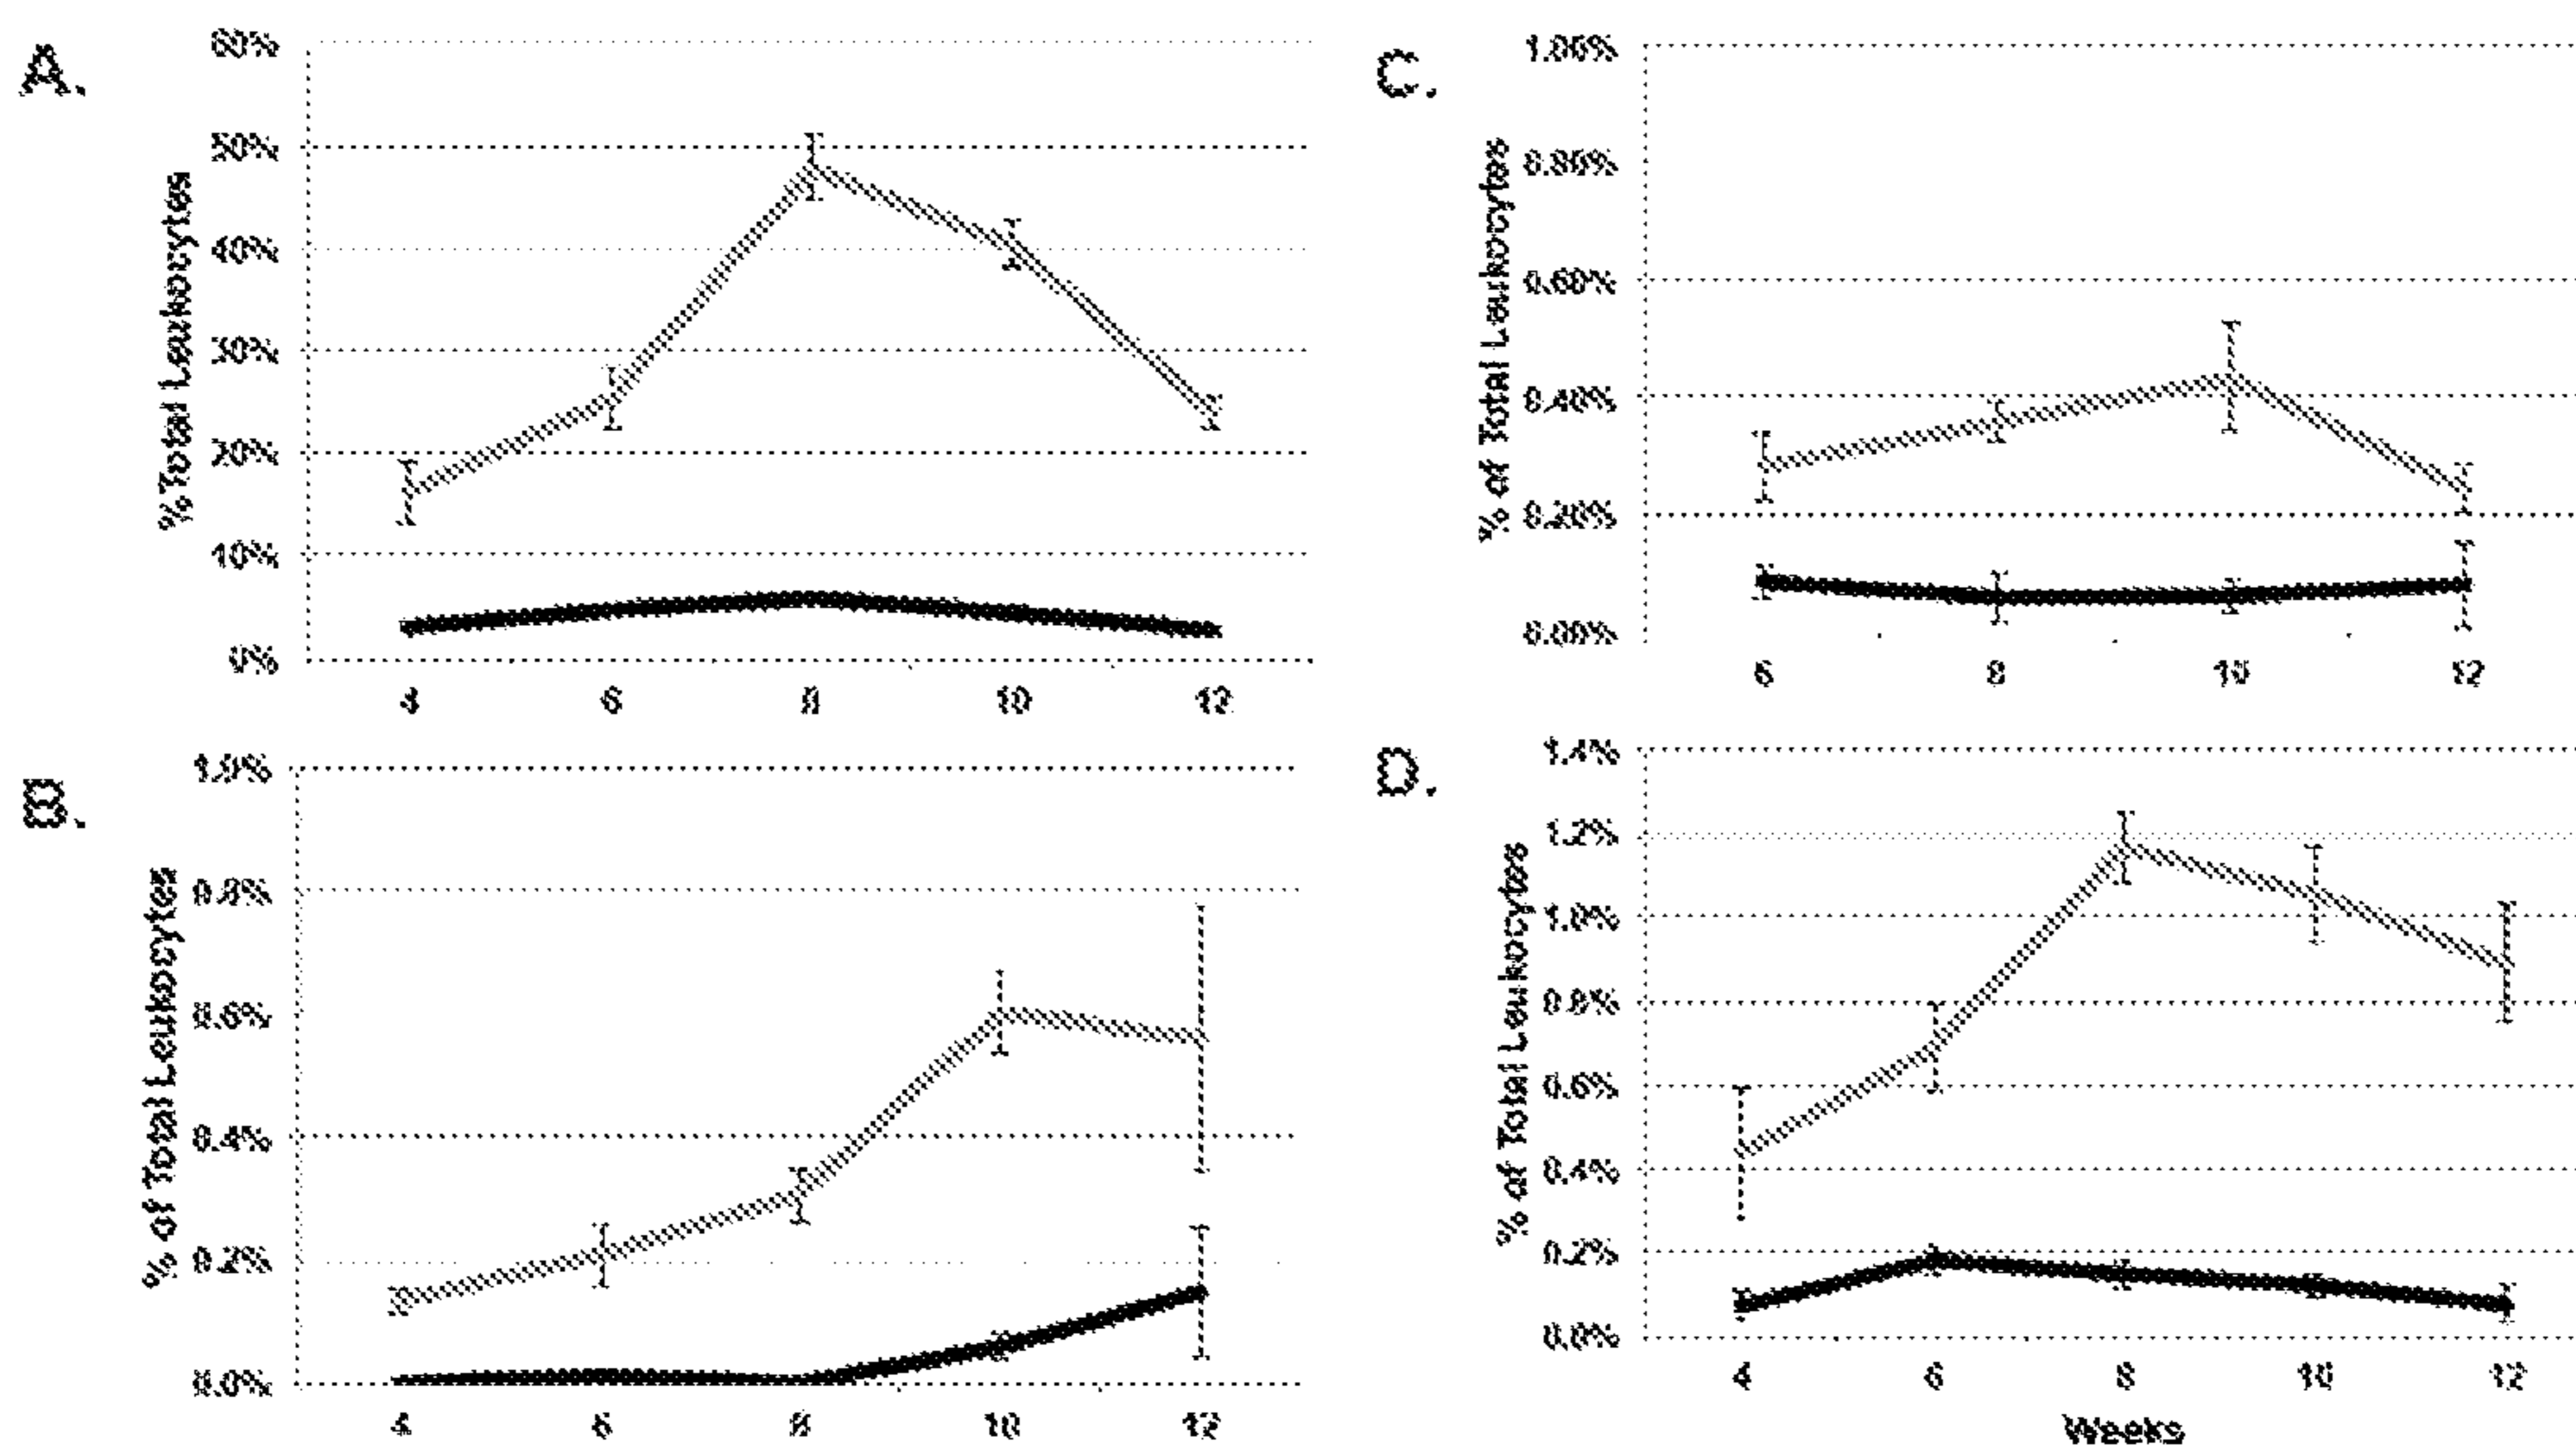 A.
60%
50%
40%
30%
20%
10%
0%
% Total Leukocytes
4 6 8 10 12
B.
1.0%
0.8%
0.6%
0.4%
0.2%
0.0%
% of Total Leukocytes
4 6 8 10 12
C.
1.00%
0.80%
0.60%
0.40%
0.20%
0.00%
% of Total Leukocytes
6 8 10 12
D.
1.4%
1.2%
1.0%
0.8%
0.6%
0.4%
0.2%
0.0%
% of Total Leukocytes
4 6 8 10 12
Weeks